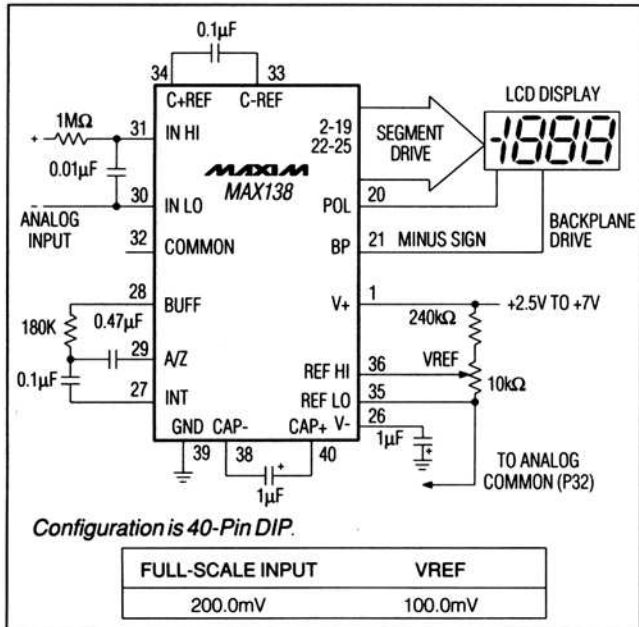 0.1µF
34 33
C+REF C-REF
LCD DISPLAY
1MΩ
+ 31 IN HI
2-19
22-25
SEGMENT
DRIVE
-1888
0.01µF
MAXIM
MAX138
− 30 IN LO
POL 20
ANALOG
INPUT
32 COMMON
BP 21 MINUS SIGN
BACKPLANE
DRIVE
28 BUFF
V+ 1
+2.5V TO +7V
180K
0.47µF
240kΩ
29 A/Z
REF HI 36 VREF
10kΩ
0.1µF
27 INT
REF LO 35
V- 26
GND CAP- CAP+
39 38 40
1µF +
1µF +
TO ANALOG
COMMON (P32)
Configuration is 40-Pin DIP.
FULL-SCALE INPUT VREF
200.0mV 100.0mV